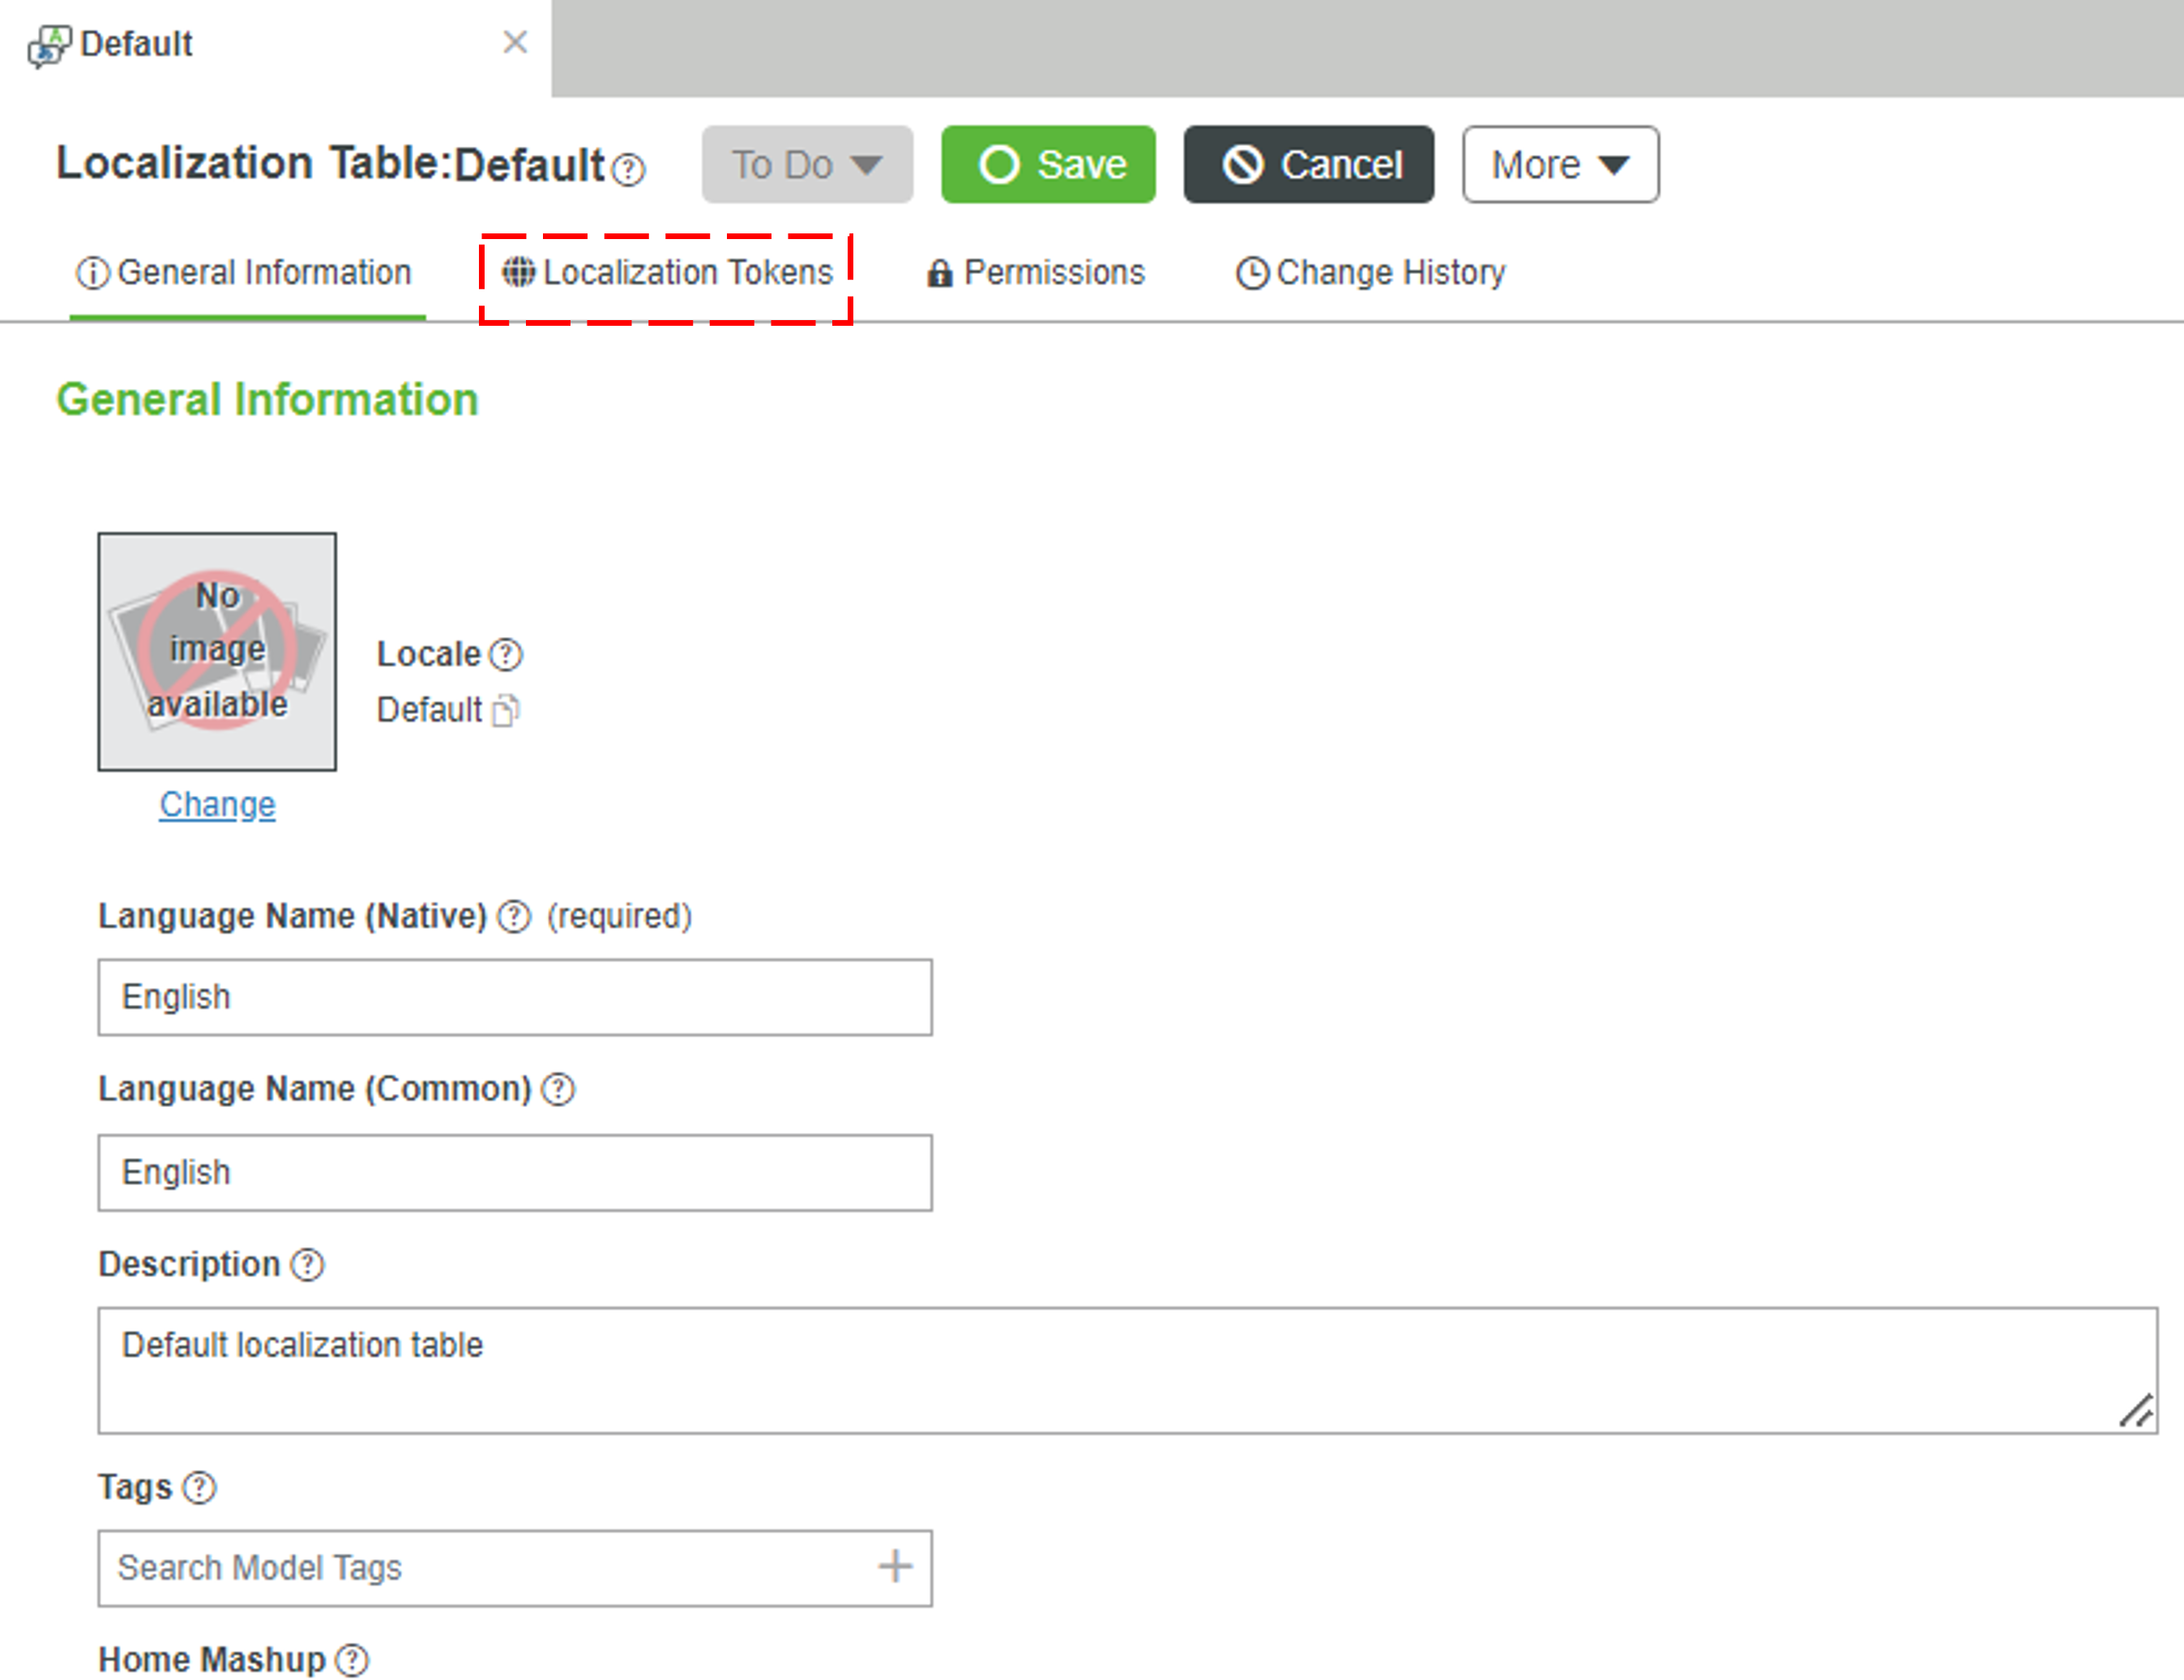 Default
Localization Table:Default To Do Save Cancel More
General Information Localization Tokens Permissions Change History
General Information
No
image
available
Locale
Default
Change
Language Name (Native) (required)
English
Language Name (Common)
English
Description
Default localization table
Tags
Search Model Tags
Home Mashup